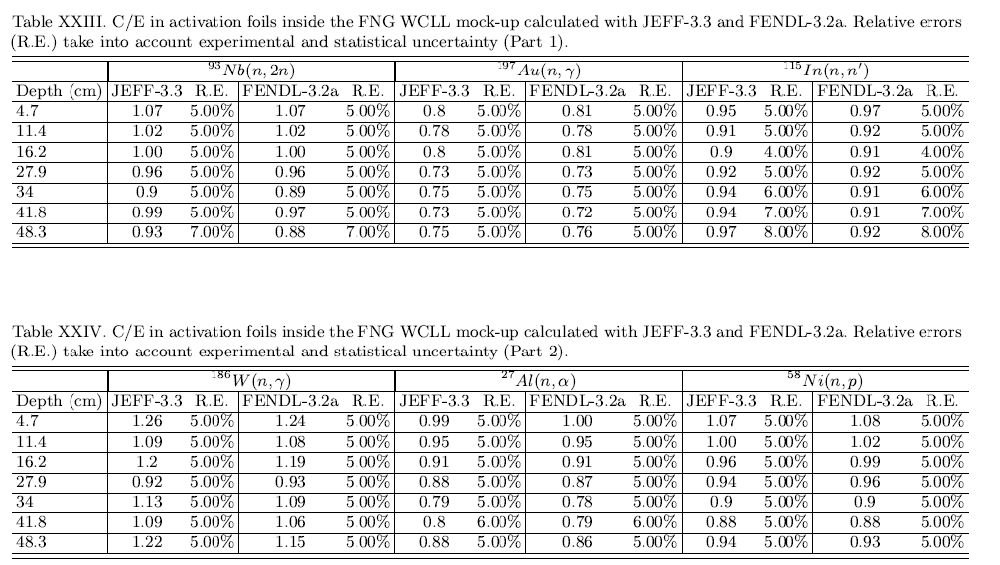 Table XXIII. C/E in activation foils inside the FNG WCLL mock-up calculated with JEFF-3.3 and FENDL-3.2a. Relative errors
(R.E.) take into account experimental and statistical uncertainty (Part 1).
⁹³Nb(n, 2n) ¹⁹⁷Au(n, γ) ¹¹⁵In(n, n′)
Depth (cm) JEFF-3.3 R.E. FENDL-3.2a R.E. JEFF-3.3 R.E. FENDL-3.2a R.E. JEFF-3.3 R.E. FENDL-3.2a R.E.
4.7 1.07 5.00% 1.07 5.00% 0.8 5.00% 0.81 5.00% 0.95 5.00% 0.97 5.00%
11.4 1.02 5.00% 1.02 5.00% 0.78 5.00% 0.78 5.00% 0.91 5.00% 0.92 5.00%
16.2 1.00 5.00% 1.00 5.00% 0.8 5.00% 0.81 5.00% 0.9 4.00% 0.91 4.00%
27.9 0.96 5.00% 0.96 5.00% 0.73 5.00% 0.73 5.00% 0.92 5.00% 0.92 5.00%
34 0.9 5.00% 0.89 5.00% 0.75 5.00% 0.75 5.00% 0.94 6.00% 0.91 6.00%
41.8 0.99 5.00% 0.97 5.00% 0.73 5.00% 0.72 5.00% 0.94 7.00% 0.91 7.00%
48.3 0.93 7.00% 0.88 7.00% 0.75 5.00% 0.76 5.00% 0.97 8.00% 0.92 8.00%
Table XXIV. C/E in activation foils inside the FNG WCLL mock-up calculated with JEFF-3.3 and FENDL-3.2a. Relative errors
(R.E.) take into account experimental and statistical uncertainty (Part 2).
¹⁸⁶W(n, γ) ²⁷Al(n, α) ⁵⁸Ni(n, p)
Depth (cm) JEFF-3.3 R.E. FENDL-3.2a R.E. JEFF-3.3 R.E. FENDL-3.2a R.E. JEFF-3.3 R.E. FENDL-3.2a R.E.
4.7 1.26 5.00% 1.24 5.00% 0.99 5.00% 1.00 5.00% 1.07 5.00% 1.08 5.00%
11.4 1.09 5.00% 1.08 5.00% 0.95 5.00% 0.95 5.00% 1.00 5.00% 1.02 5.00%
16.2 1.2 5.00% 1.19 5.00% 0.91 5.00% 0.91 5.00% 0.96 5.00% 0.99 5.00%
27.9 0.92 5.00% 0.93 5.00% 0.88 5.00% 0.87 5.00% 0.94 5.00% 0.96 5.00%
34 1.13 5.00% 1.09 5.00% 0.79 5.00% 0.78 5.00% 0.9 5.00% 0.9 5.00%
41.8 1.09 5.00% 1.06 5.00% 0.8 6.00% 0.79 6.00% 0.88 5.00% 0.88 5.00%
48.3 1.22 5.00% 1.15 5.00% 0.88 5.00% 0.86 5.00% 0.94 5.00% 0.93 5.00%